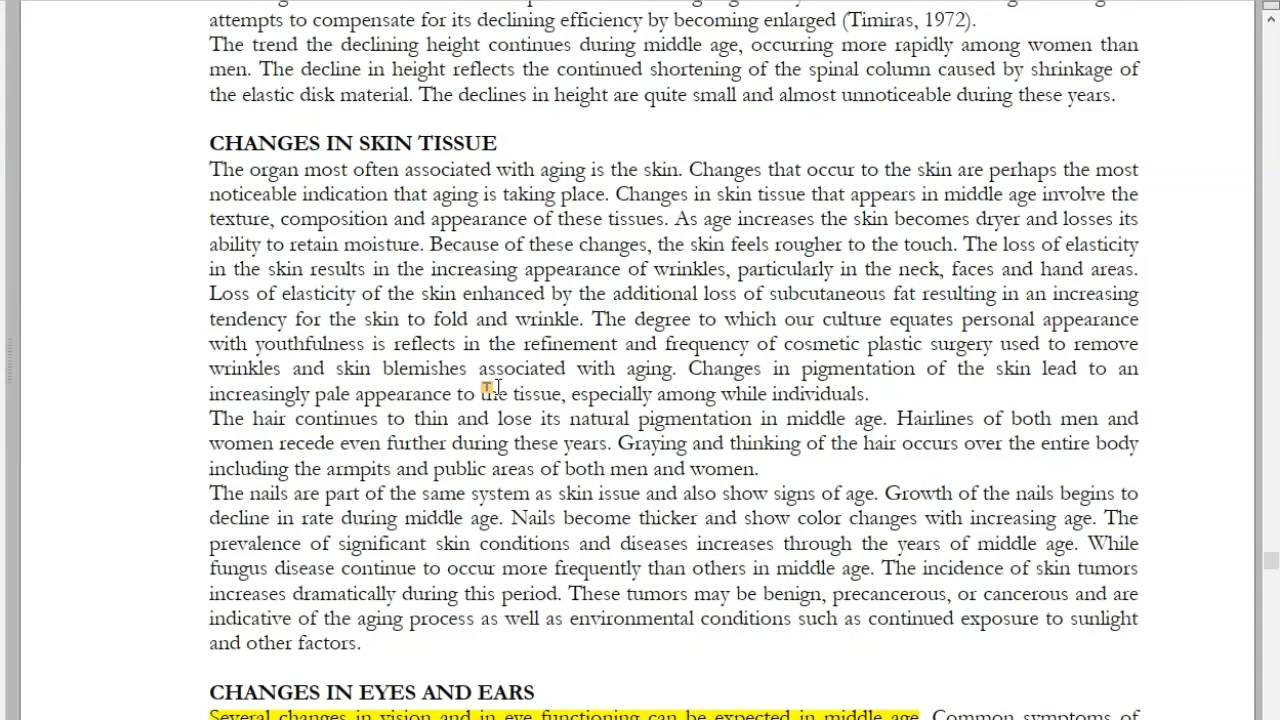 attempts to compensate for its declining efficiency by becoming enlarged (Timiras, 1972).
The trend the declining height continues during middle age, occurring more rapidly among women than
men. The decline in height reflects the continued shortening of the spinal column caused by shrinkage of
the elastic disk material. The declines in height are quite small and almost unnoticeable during these years.
CHANGES IN SKIN TISSUE
The organ most often associated with aging is the skin. Changes that occur to the skin are perhaps the most
noticeable indication that aging is taking place. Changes in skin tissue that appears in middle age involve the
texture, composition and appearance of these tissues. As age increases the skin becomes dryer and losses its
ability to retain moisture. Because of these changes, the skin feels rougher to the touch. The loss of elasticity
in the skin results in the increasing appearance of wrinkles, particularly in the neck, faces and hand areas.
Loss of elasticity of the skin enhanced by the additional loss of subcutaneous fat resulting in an increasing
tendency for the skin to fold and wrinkle. The degree to which our culture equates personal appearance
with youthfulness is reflects in the refinement and frequency of cosmetic plastic surgery used to remove
wrinkles and skin blemishes associated with aging. Changes in pigmentation of the skin lead to an
increasingly pale appearance to the tissue, especially among while individuals.
The hair continues to thin and lose its natural pigmentation in middle age. Hairlines of both men and
women recede even further during these years. Graying and thinking of the hair occurs over the entire body
including the armpits and public areas of both men and women.
The nails are part of the same system as skin issue and also show signs of age. Growth of the nails begins to
decline in rate during middle age. Nails become thicker and show color changes with increasing age. The
prevalence of significant skin conditions and diseases increases through the years of middle age. While
fungus disease continue to occur more frequently than others in middle age. The incidence of skin tumors
increases dramatically during this period. These tumors may be benign, precancerous, or cancerous and are
indicative of the aging process as well as environmental conditions such as continued exposure to sunlight
and other factors.
CHANGES IN EYES AND EARS
Several changes in vision and in eye functioning can be expected in middle age. Common symptoms of